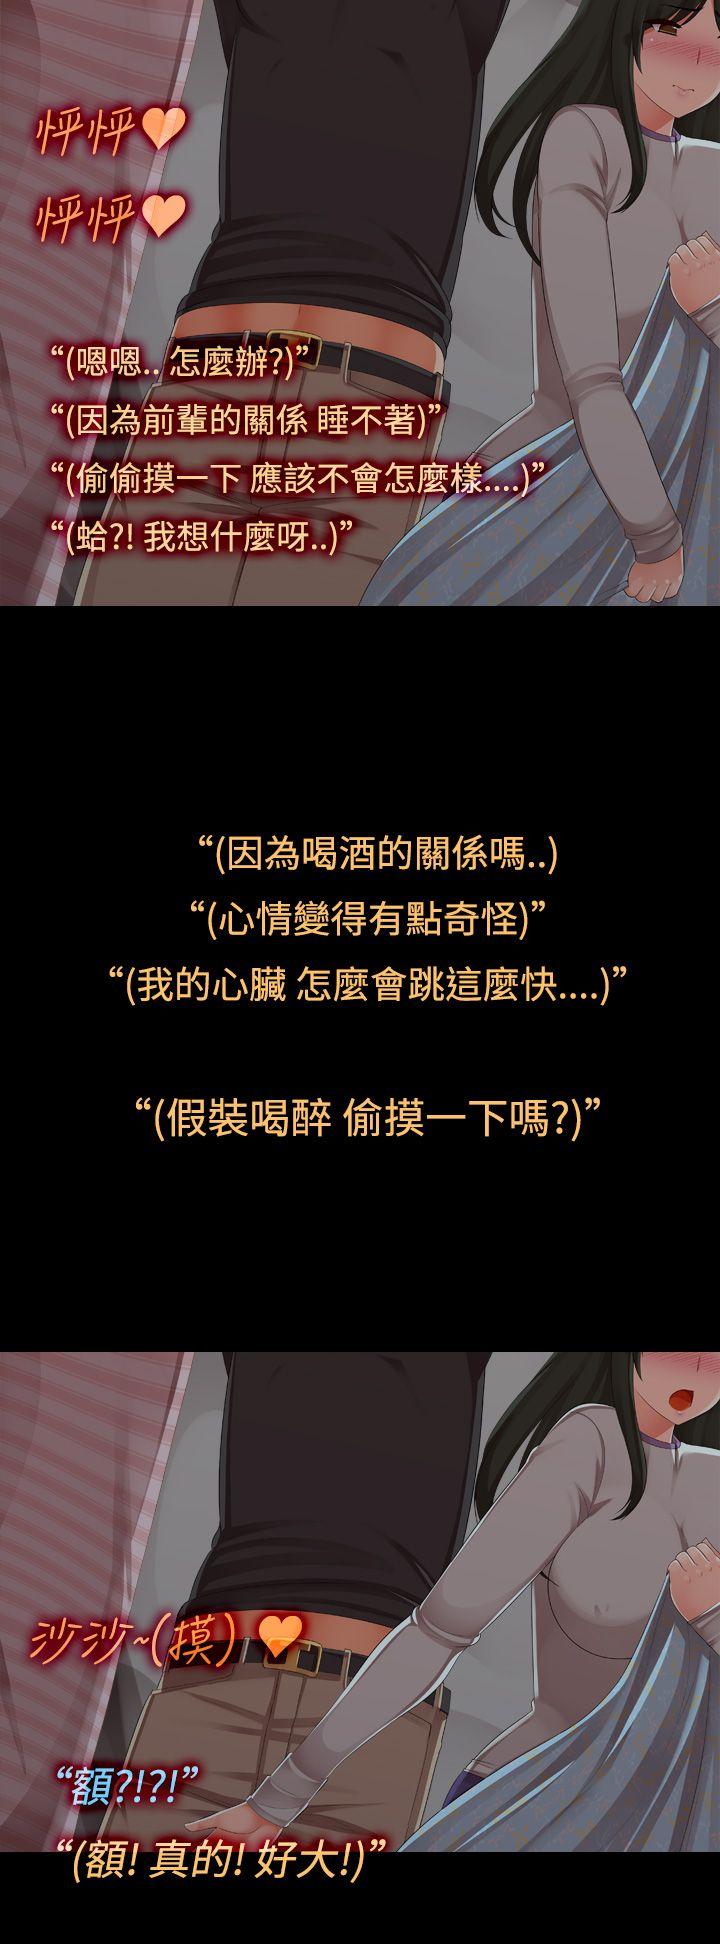 怦怦♥
怦怦♥
“(嗯嗯.. 怎麼辦?)”
“(因為前輩的關係 睡不著)”
“(偷偷摸一下 應該不會怎麼樣....)”
“(蛤?! 我想什麼呀..)”
“(因為喝酒的關係嗎..)
“(心情變得有點奇怪)”
“(我的心臟 怎麼會跳這麼快....)”
“(假裝喝醉 偷摸一下嗎?)”
沙沙~(摸) ♥
“額?!?!”
“(額! 真的! 好大!)”